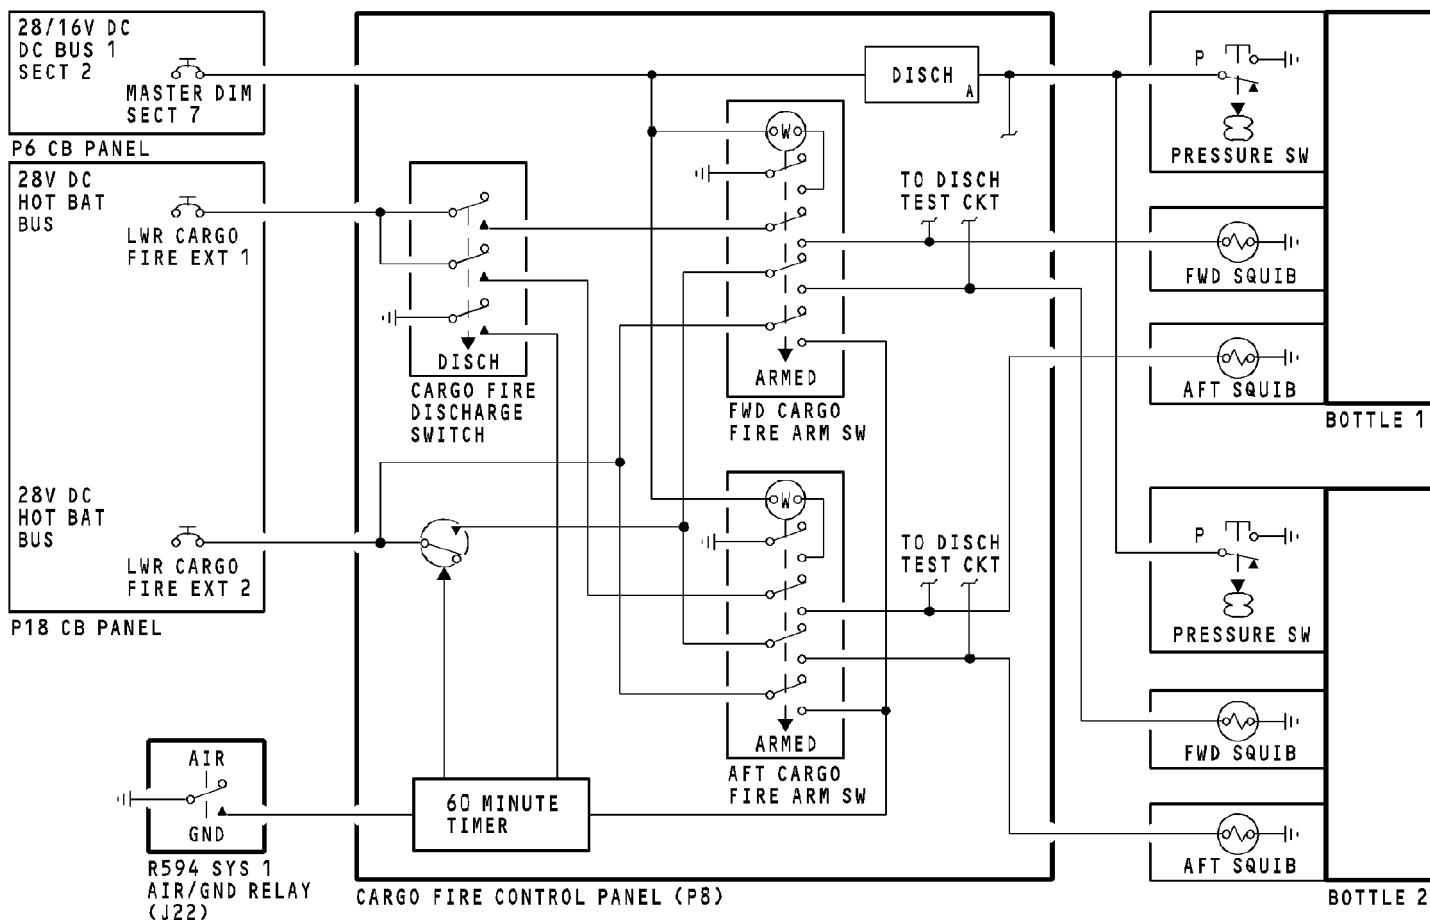 28/16V DC
DC BUS 1
SECT 2
MASTER DIM
SECT 7
P6 CB PANEL
28V DC
HOT BAT
BUS
LWR CARGO
FIRE EXT 1
28V DC
HOT BAT
BUS
LWR CARGO
FIRE EXT 2
P18 CB PANEL
AIR
GND
R594 SYS 1
AIR/GND RELAY
(J22)
DISCH
CARGO FIRE
DISCHARGE
SWITCH
60 MINUTE
TIMER
CARGO FIRE CONTROL PANEL (P8)
DISCH
A
W
ARMED
FWD CARGO
FIRE ARM SW
W
ARMED
AFT CARGO
FIRE ARM SW
TO DISCH
TEST CKT
TO DISCH
TEST CKT
P
PRESSURE SW
FWD SQUIB
AFT SQUIB
BOTTLE 1
P
PRESSURE SW
FWD SQUIB
AFT SQUIB
BOTTLE 2